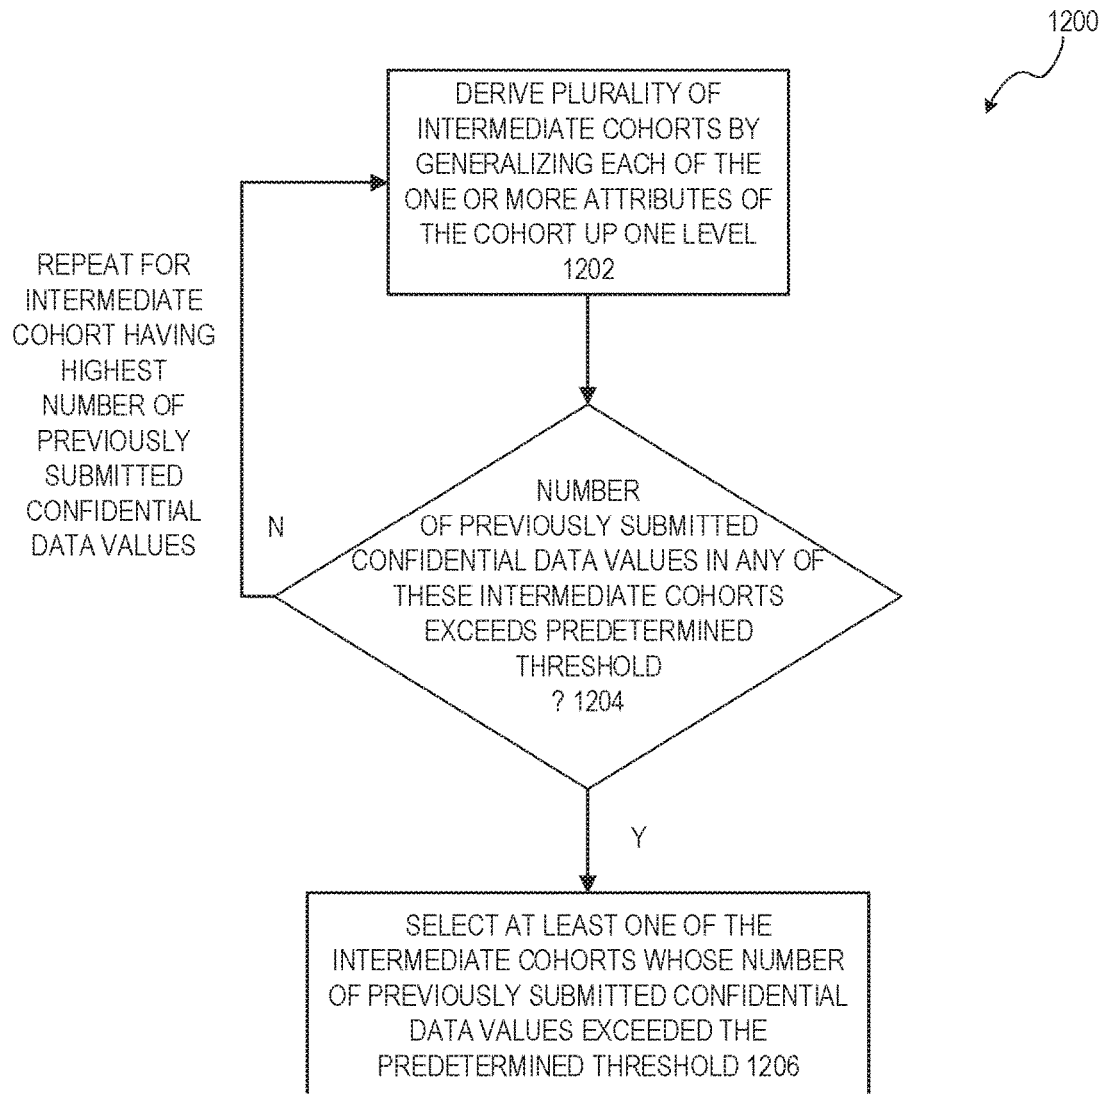 1200
DERIVE PLURALITY OF
INTERMEDIATE COHORTS BY
GENERALIZING EACH OF THE
ONE OR MORE ATTRIBUTES OF
THE COHORT UP ONE LEVEL
1202
REPEAT FOR
INTERMEDIATE
COHORT HAVING
HIGHEST
NUMBER OF
PREVIOUSLY
SUBMITTED
CONFIDENTIAL
DATA VALUES
N
NUMBER
OF PREVIOUSLY SUBMITTED
CONFIDENTIAL DATA VALUES IN ANY OF
THESE INTERMEDIATE COHORTS
EXCEEDS PREDETERMINED
THRESHOLD
? 1204
Y
SELECT AT LEAST ONE OF THE
INTERMEDIATE COHORTS WHOSE NUMBER
OF PREVIOUSLY SUBMITTED CONFIDENTIAL
DATA VALUES EXCEEDED THE
PREDETERMINED THRESHOLD 1206